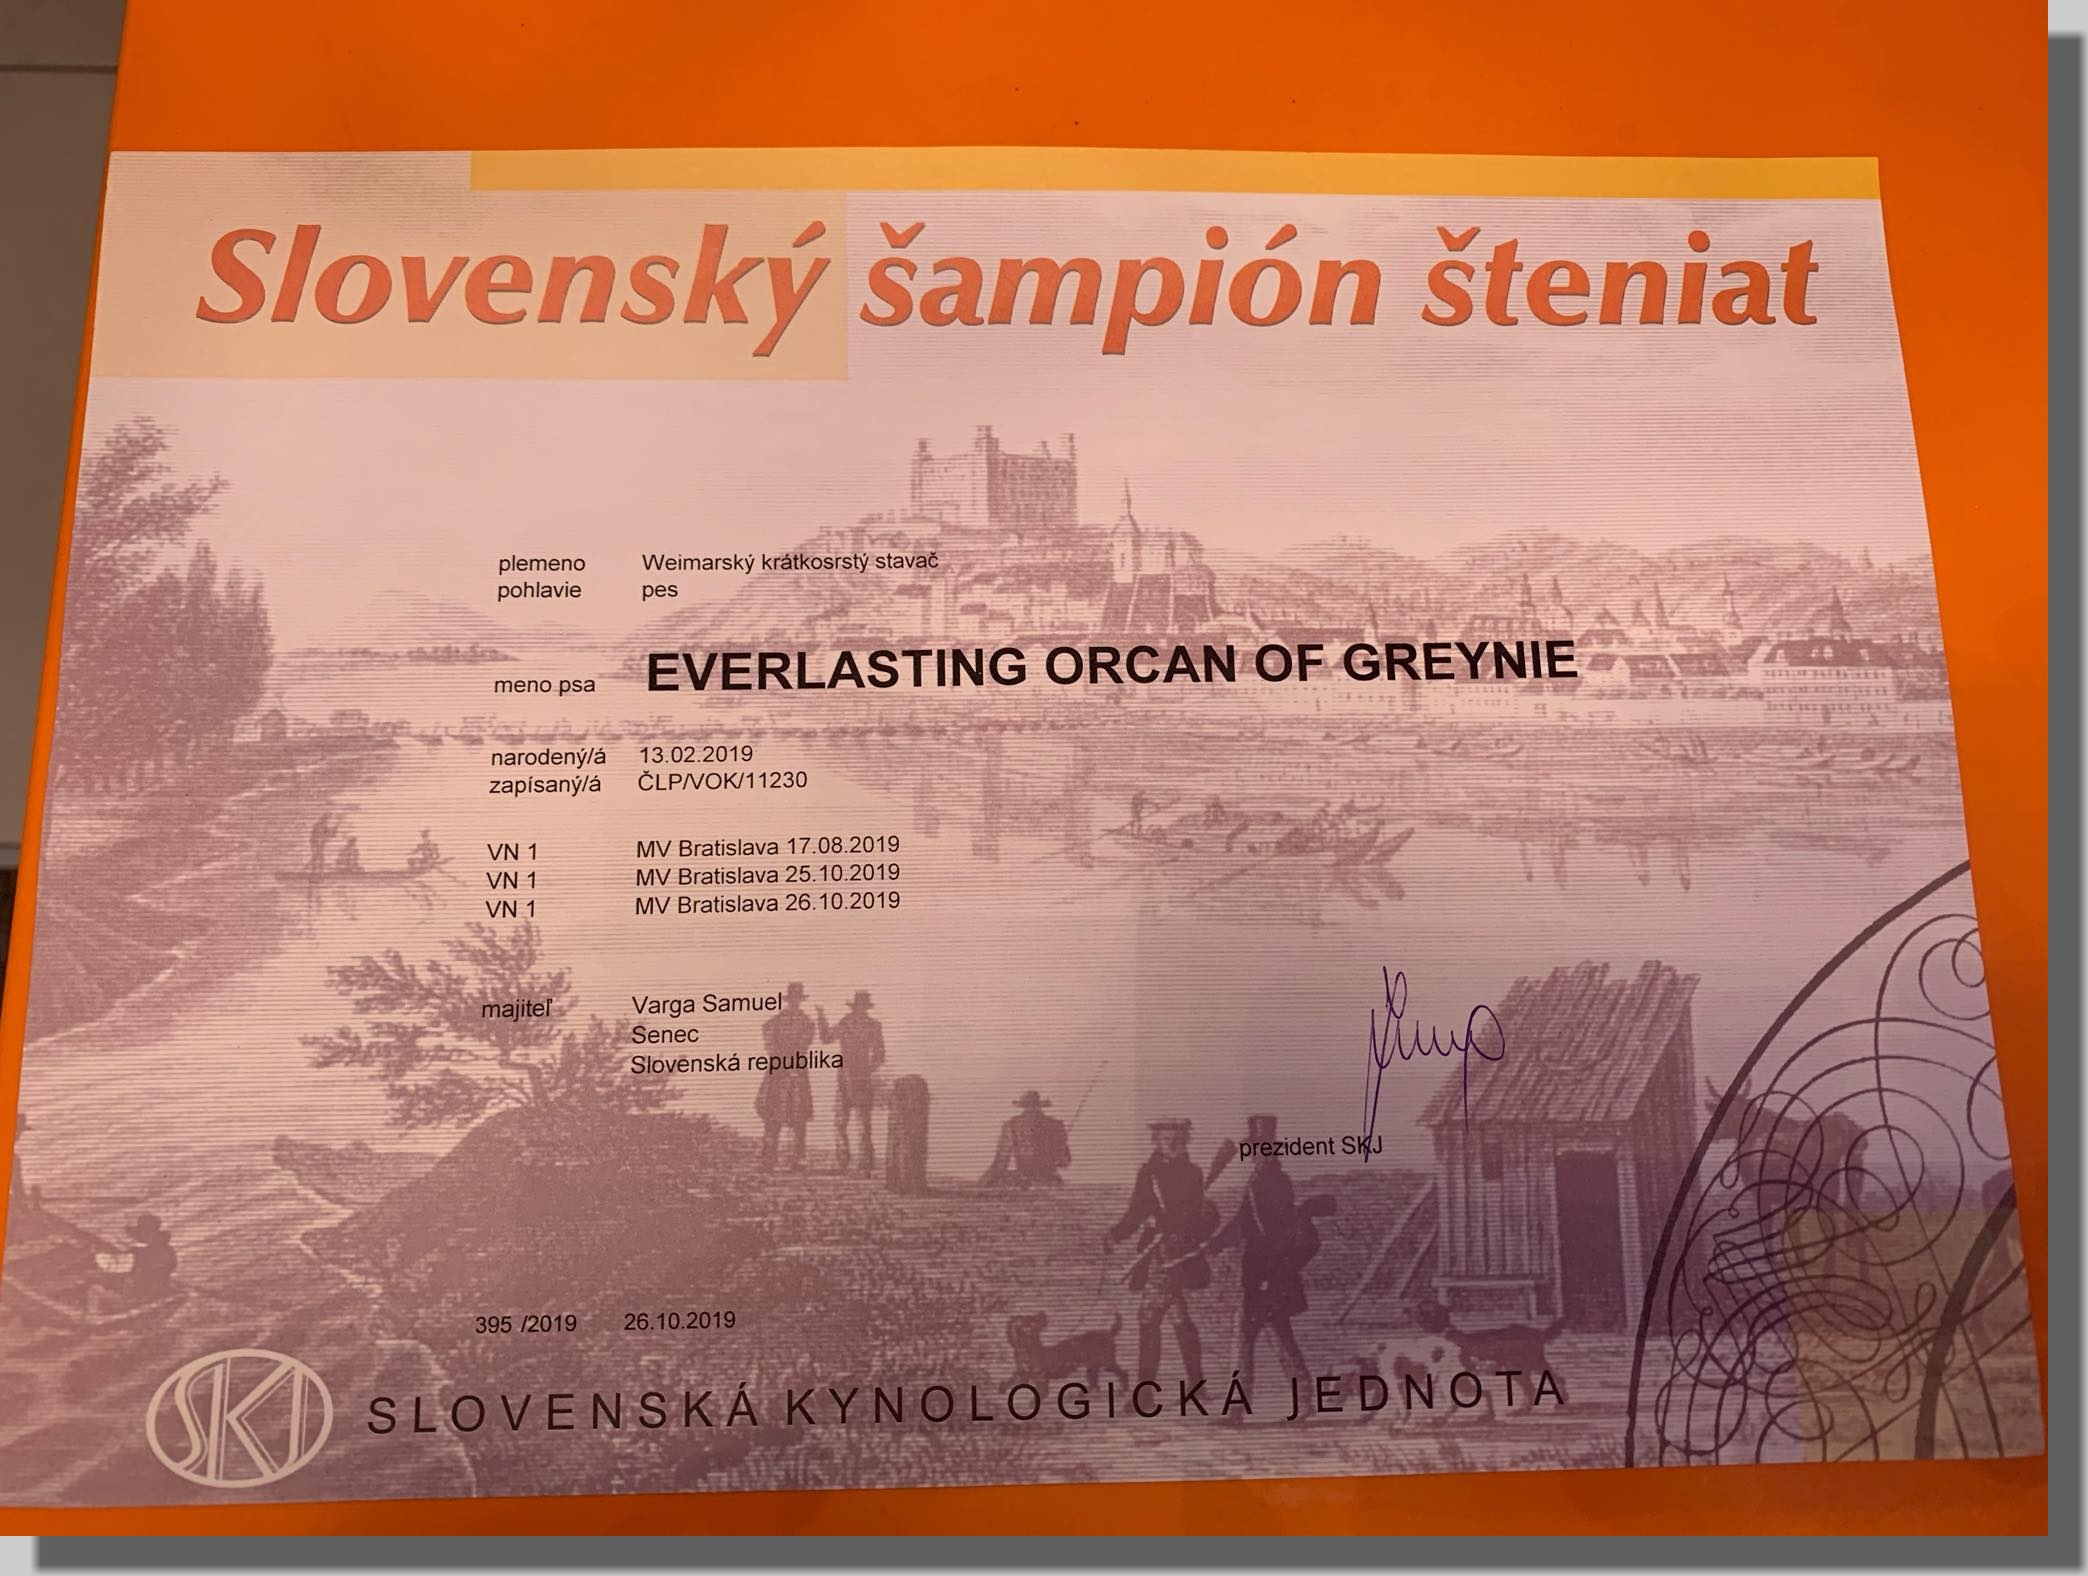 Slovenský šampión šteniat
plemeno Weimarský krátkosrstý stavač
pohlavie pes
meno psa EVERLASTING ORCAN OF GREYNIE
narodený/á 13.02.2019
zapísaný/á ČLP/VOK/11230
VN 1 MV Bratislava 17.08.2019
VN 1 MV Bratislava 25.10.2019
VN 1 MV Bratislava 26.10.2019
majiteľ Varga Samuel
Senec
Slovenská republika
prezident SKJ
395 /2019 26.10.2019
SKJ SLOVENSKÁ KYNOLOGICKÁ JEDNOTA